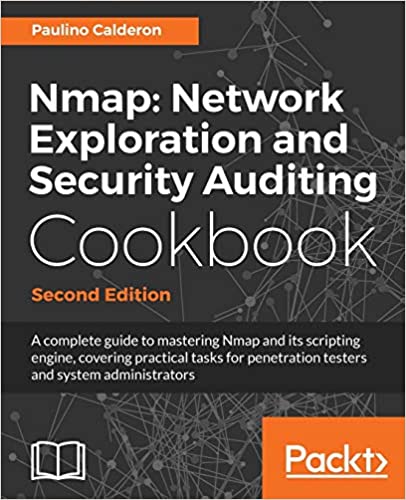 Paulino Calderon
Nmap: Network
Exploration and
Security Auditing
Cookbook
Second Edition
A complete guide to mastering Nmap and its scripting
engine, covering practical tasks for penetration testers
and system administrators
Packt>